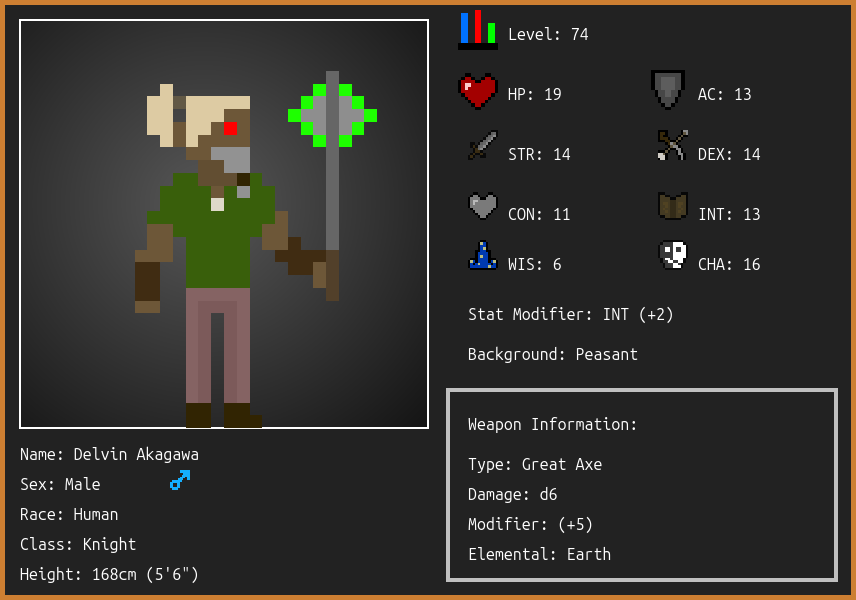 Level: 74
HP: 19
AC: 13
STR: 14
DEX: 14
CON: 11
INT: 13
WIS: 6
CHA: 16
Stat Modifier: INT (+2)
Background: Peasant
Weapon Information:
Type: Great Axe
Damage: d6
Modifier: (+5)
Elemental: Earth
Name: Delvin Akagawa
Sex: Male
Race: Human
Class: Knight
Height: 168cm (5'6")